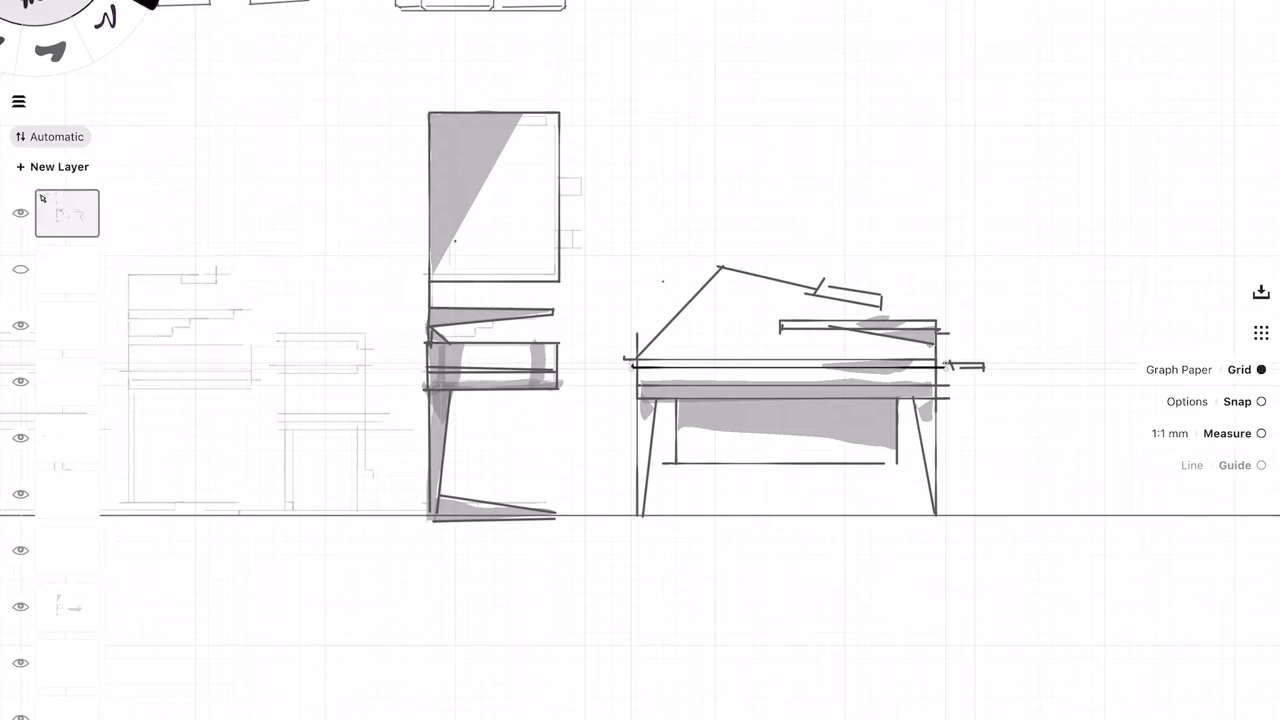 Automatic
+ New Layer
Graph Paper Grid
Options Snap
1:1 mm Measure
Line Guide